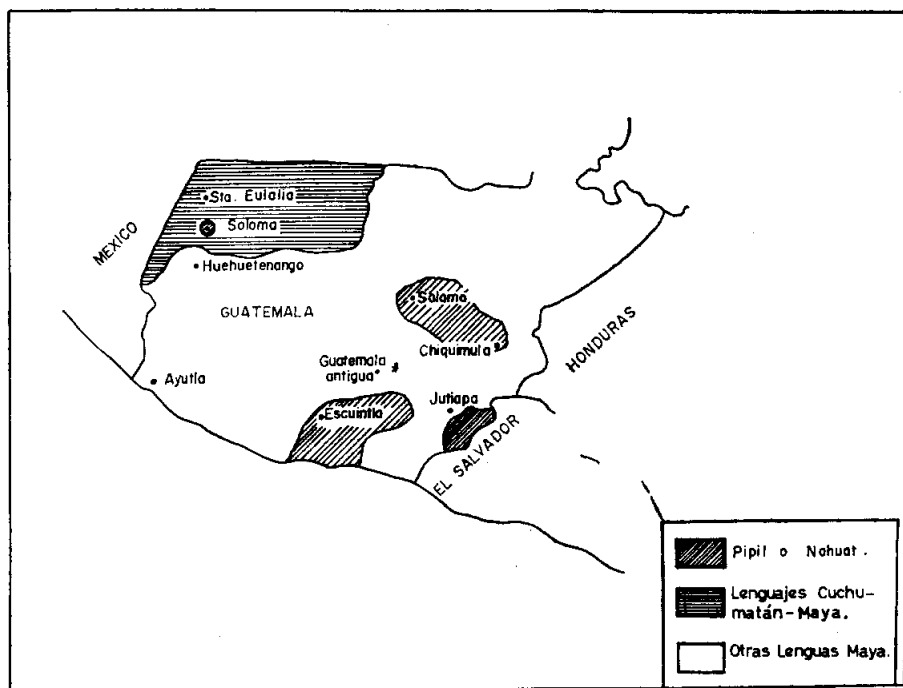 Sta. Eulalia
Soloma
MEXICO
Huehuetenango
GUATEMALA
Salamá
Chiquimula
HONDURAS
Guatemala
antigua
Ayutla
Jutiapa
Escuintla
EL SALVADOR
Pipil o Nahuat.
Lenguajes Cuchu-
matán-Maya.
Otras Lenguas Maya.